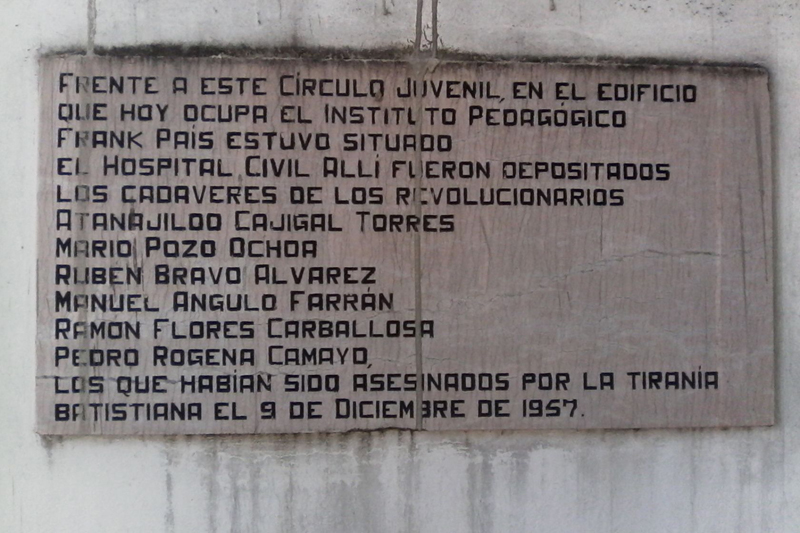 FRENTE A ESTE CÍRCULO JUVENIL, EN EL EDIFICIO
QUE HOY OCUPA EL INSTITUTO PEDAGÓGICO
FRANK PAÍS ESTUVO SITUADO
EL HOSPITAL CIVIL ALLÍ FUERON DEPOSITADOS
LOS CADAVERES DE LOS REVOLUCIONARIOS
ATANAJILDO CAJIGAL TORRES
MARIO POZO OCHOA
RUBEN BRAVO ALVAREZ
MANUEL ANGULO FARRÁN
RAMON FLORES CARBALLOSA
PEDRO ROGENA CAMAYO,
LOS QUE HABÍAN SIDO ASESINADOS POR LA TIRANÍA
BATISTIANA EL 9 DE DICIEMBRE DE 1957.